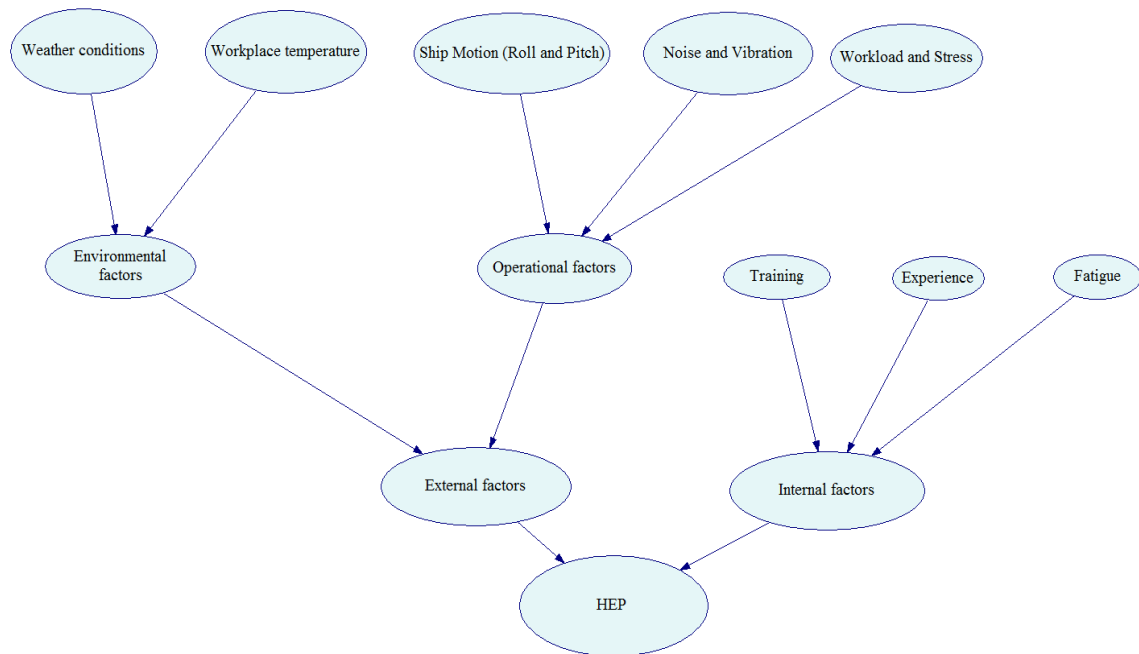 Weather conditions
Workplace temperature
Ship Motion (Roll and Pitch)
Noise and Vibration
Workload and Stress
Environmental
factors
Operational factors
Training
Experience
Fatigue
External factors
Internal factors
HEP